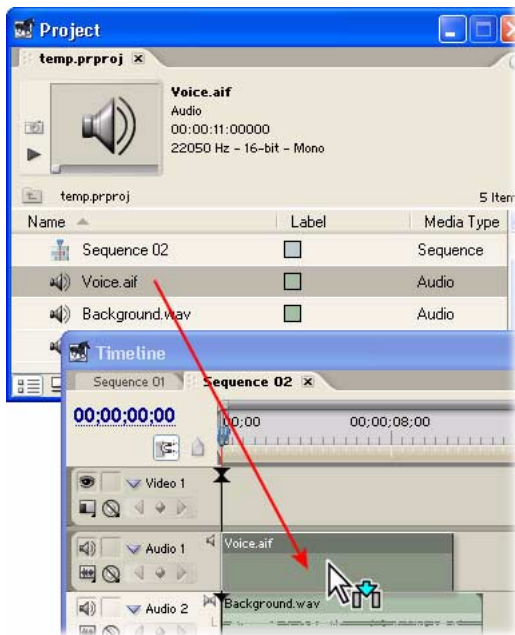 Project
temp.prproj
Voice.aif
Audio
00:00:11:00000
22050 Hz - 16-bit - Mono
temp.prproj
5 Item
Name Label Media Type
Sequence 02 Sequence
Voice.aif Audio
Background.wav Audio
Timeline
Sequence 01 Sequence 02
00;00;00;00
00;00 00;00;08;00
Video 1
Audio 1 Voice.aif
Audio 2 Background.wav
L